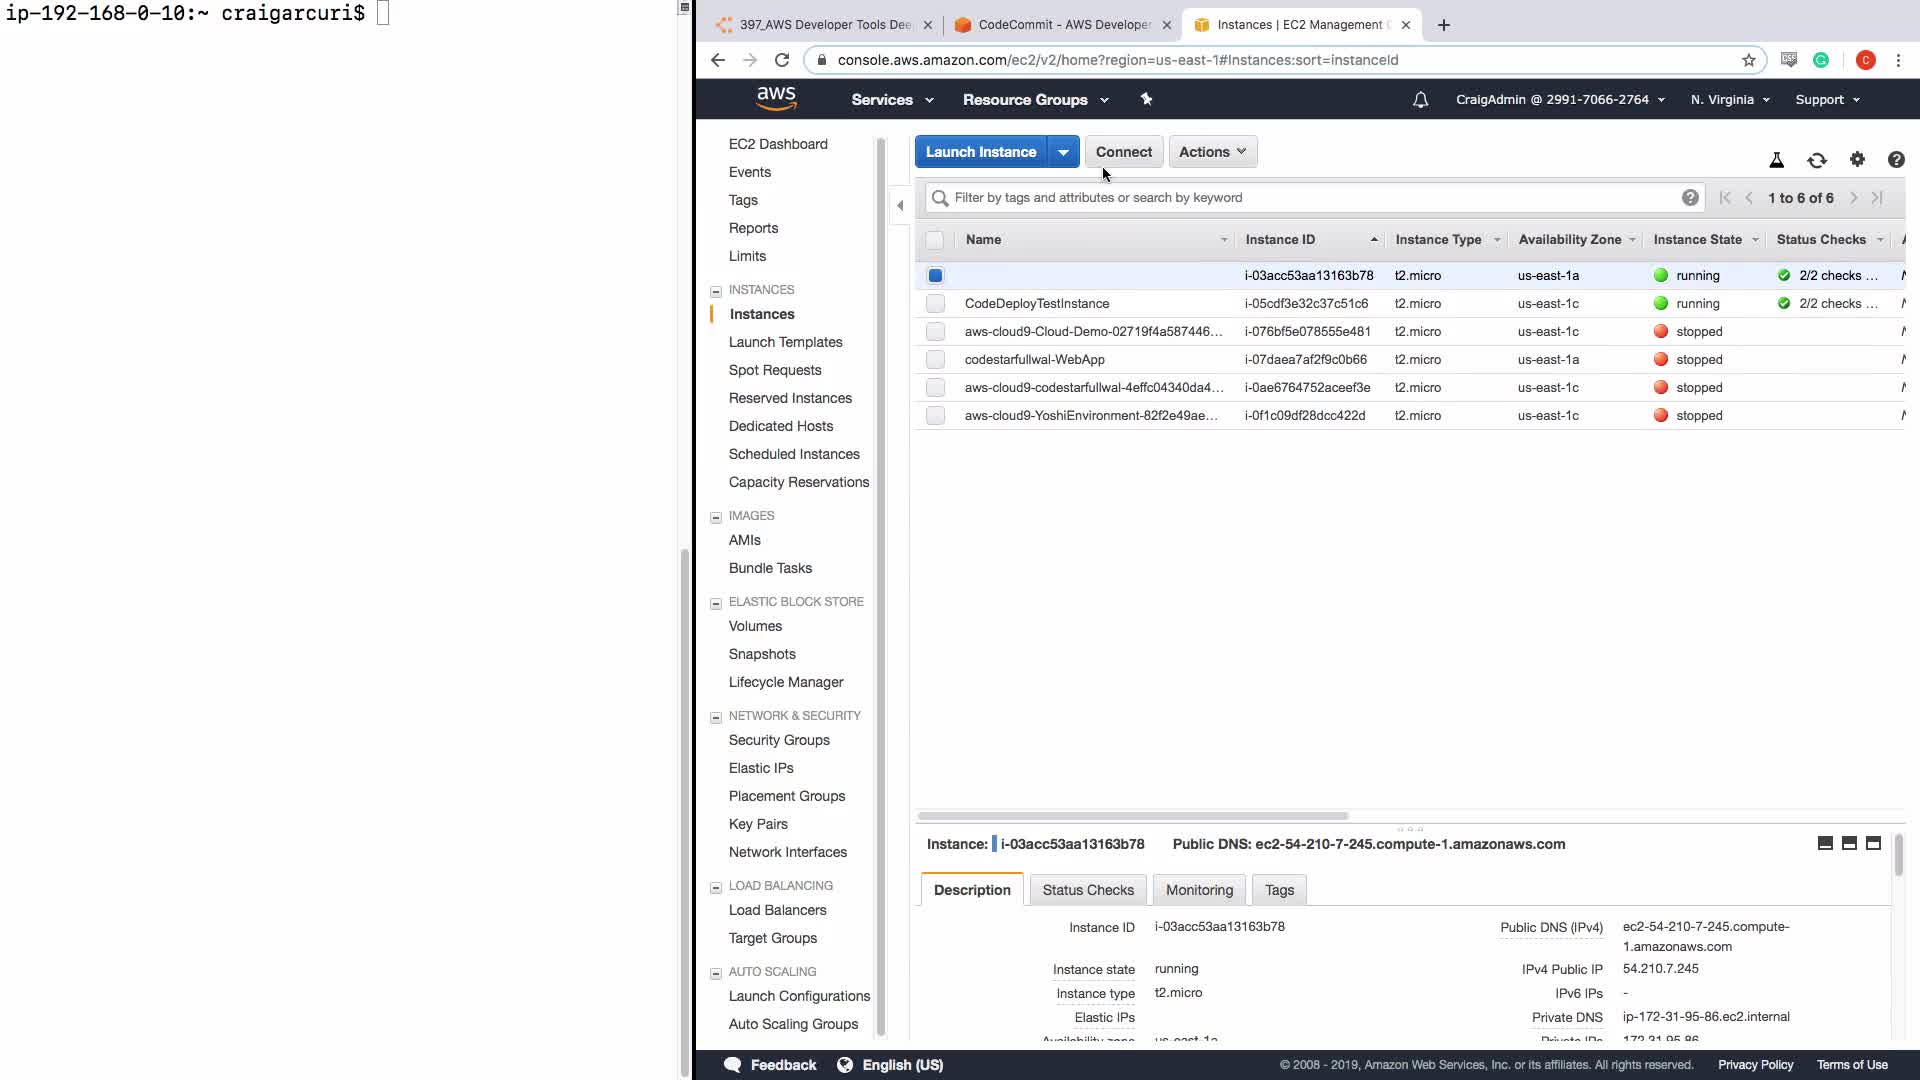 ip-192-168-0-10:~ craigarcuri$
397_AWS Developer Tools Dee
CodeCommit - AWS Developer
Instances | EC2 Management C
console.aws.amazon.com/ec2/v2/home?region=us-east-1#Instances:sort=instanceId
C
aws
Services
Resource Groups
CraigAdmin @ 2991-7066-2764
N. Virginia
Support
EC2 Dashboard
Events
Tags
Reports
Limits
INSTANCES
Instances
Launch Templates
Spot Requests
Reserved Instances
Dedicated Hosts
Scheduled Instances
Capacity Reservations
IMAGES
AMIs
Bundle Tasks
ELASTIC BLOCK STORE
Volumes
Snapshots
Lifecycle Manager
NETWORK & SECURITY
Security Groups
Elastic IPs
Placement Groups
Key Pairs
Network Interfaces
LOAD BALANCING
Load Balancers
Target Groups
AUTO SCALING
Launch Configurations
Auto Scaling Groups
Launch Instance
Connect
Actions
Filter by tags and attributes or search by keyword
1 to 6 of 6
Name Instance ID Instance Type Availability Zone Instance State Status Checks
i-03acc53aa13163b78 t2.micro us-east-1a running 2/2 checks ...
CodeDeployTestInstance i-05cdf3e32c37c51c6 t2.micro us-east-1c running 2/2 checks ...
aws-cloud9-Cloud-Demo-02719f4a587446... i-076bf5e078555e481 t2.micro us-east-1c stopped
codestarfullwal-WebApp i-07daea7af2f9c0b66 t2.micro us-east-1a stopped
aws-cloud9-codestarfullwal-4effc04340da4... i-0ae6764752aceef3e t2.micro us-east-1c stopped
aws-cloud9-YoshiEnvironment-82f2e49ae... i-0f1c09df28dcc422d t2.micro us-east-1c stopped
Instance: i-03acc53aa13163b78 Public DNS: ec2-54-210-7-245.compute-1.amazonaws.com
Description
Status Checks
Monitoring
Tags
Instance ID i-03acc53aa13163b78
Public DNS (IPv4) ec2-54-210-7-245.compute-
1.amazonaws.com
Instance state running
IPv4 Public IP 54.210.7.245
Instance type t2.micro
IPv6 IPs -
Elastic IPs
Private DNS ip-172-31-95-86.ec2.internal
Availability zone us-east-1a
Private IPs 172.31.95.86
Feedback
English (US)
© 2008 - 2019, Amazon Web Services, Inc. or its affiliates. All rights reserved.
Privacy Policy
Terms of Use